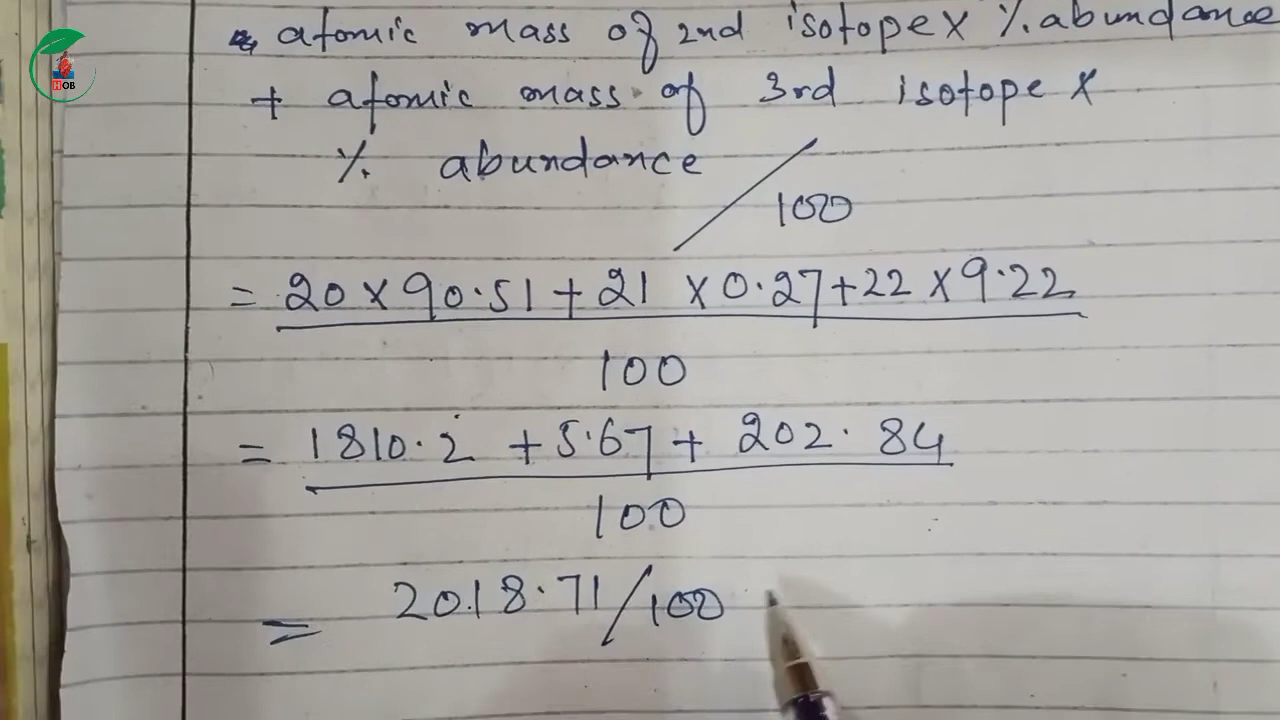 atomic mass of 2nd isotope x % abundance
+ atomic mass of 3rd isotope x
% abundance
/ 100
= 20 x 90.51 + 21 x 0.27 + 22 x 9.22
100
= 1810.2 + 5.67 + 202.84
100
= 2018.71/100
HOB